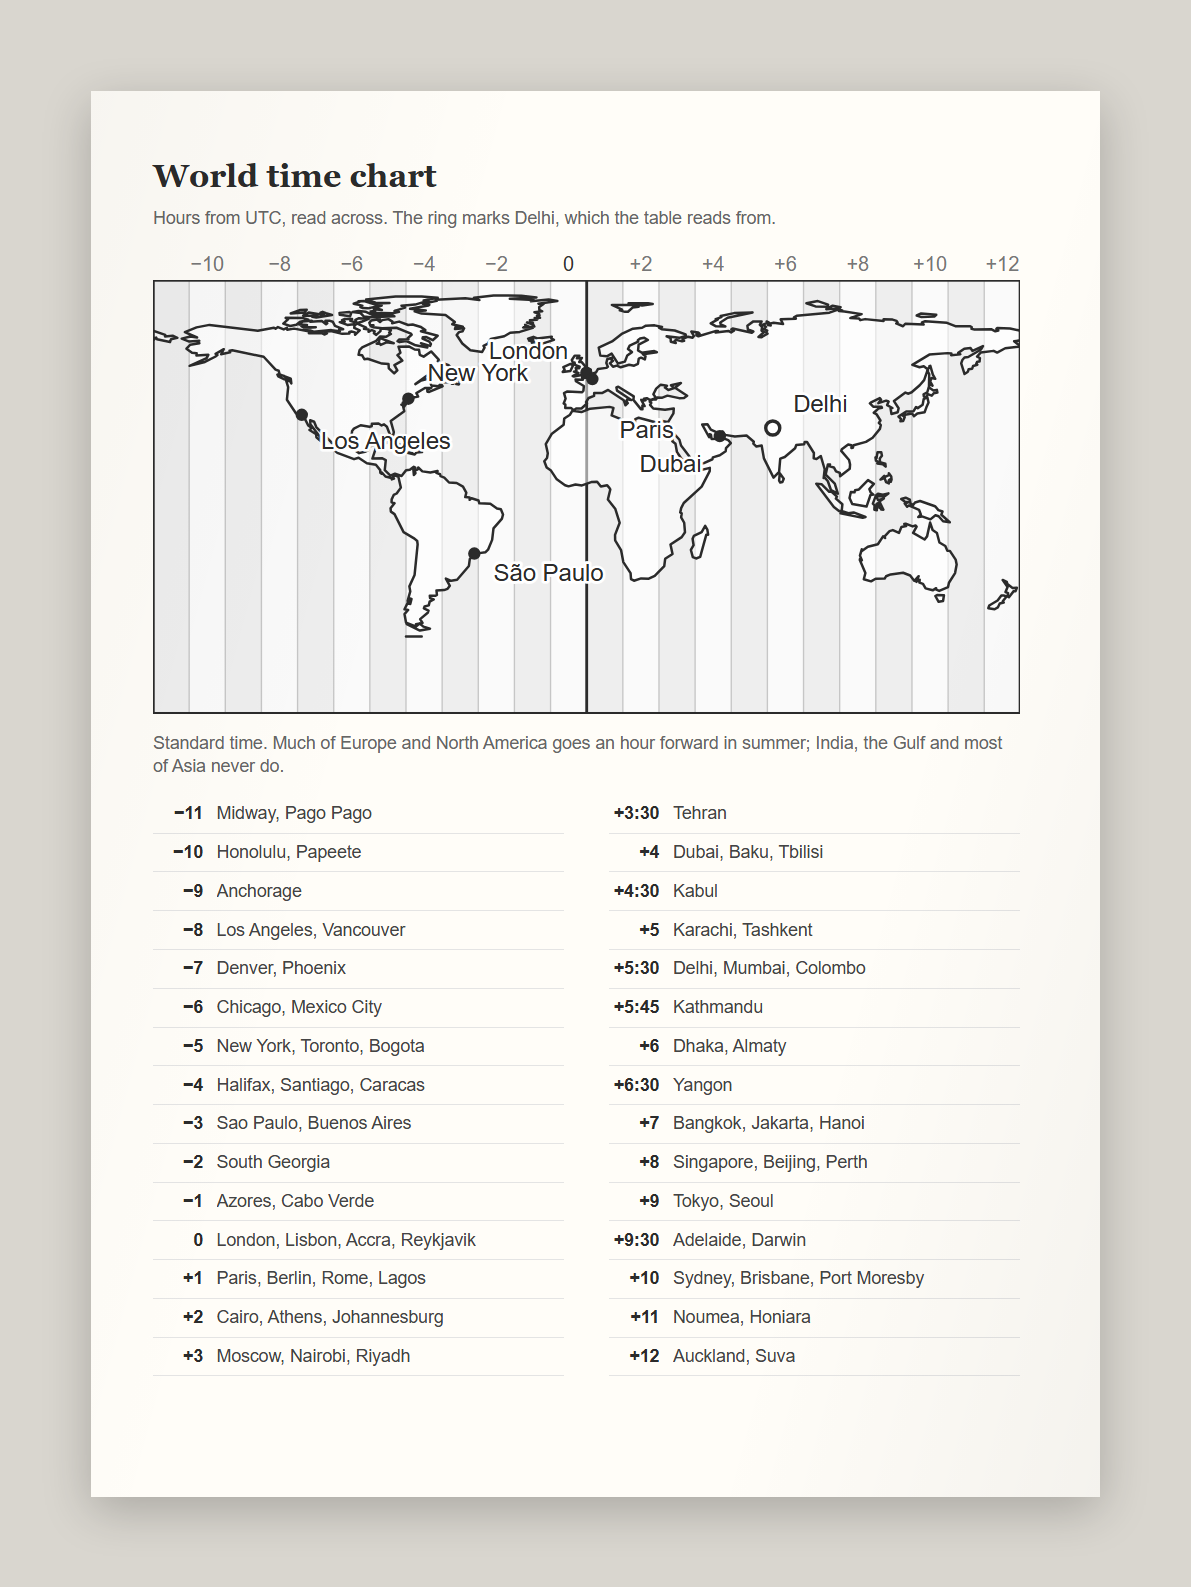 World time chart
Hours from UTC, read across. The ring marks Delhi, which the table reads from.
−10 −8 −6 −4 −2 0 +2 +4 +6 +8 +10 +12
London
New York
Delhi
Paris
Los Angeles
Dubai
São Paulo
Standard time. Much of Europe and North America goes an hour forward in summer; India, the Gulf and most
of Asia never do.
−11 Midway, Pago Pago
−10 Honolulu, Papeete
−9 Anchorage
−8 Los Angeles, Vancouver
−7 Denver, Phoenix
−6 Chicago, Mexico City
−5 New York, Toronto, Bogota
−4 Halifax, Santiago, Caracas
−3 Sao Paulo, Buenos Aires
−2 South Georgia
−1 Azores, Cabo Verde
0 London, Lisbon, Accra, Reykjavik
+1 Paris, Berlin, Rome, Lagos
+2 Cairo, Athens, Johannesburg
+3 Moscow, Nairobi, Riyadh
+3:30 Tehran
+4 Dubai, Baku, Tbilisi
+4:30 Kabul
+5 Karachi, Tashkent
+5:30 Delhi, Mumbai, Colombo
+5:45 Kathmandu
+6 Dhaka, Almaty
+6:30 Yangon
+7 Bangkok, Jakarta, Hanoi
+8 Singapore, Beijing, Perth
+9 Tokyo, Seoul
+9:30 Adelaide, Darwin
+10 Sydney, Brisbane, Port Moresby
+11 Noumea, Honiara
+12 Auckland, Suva